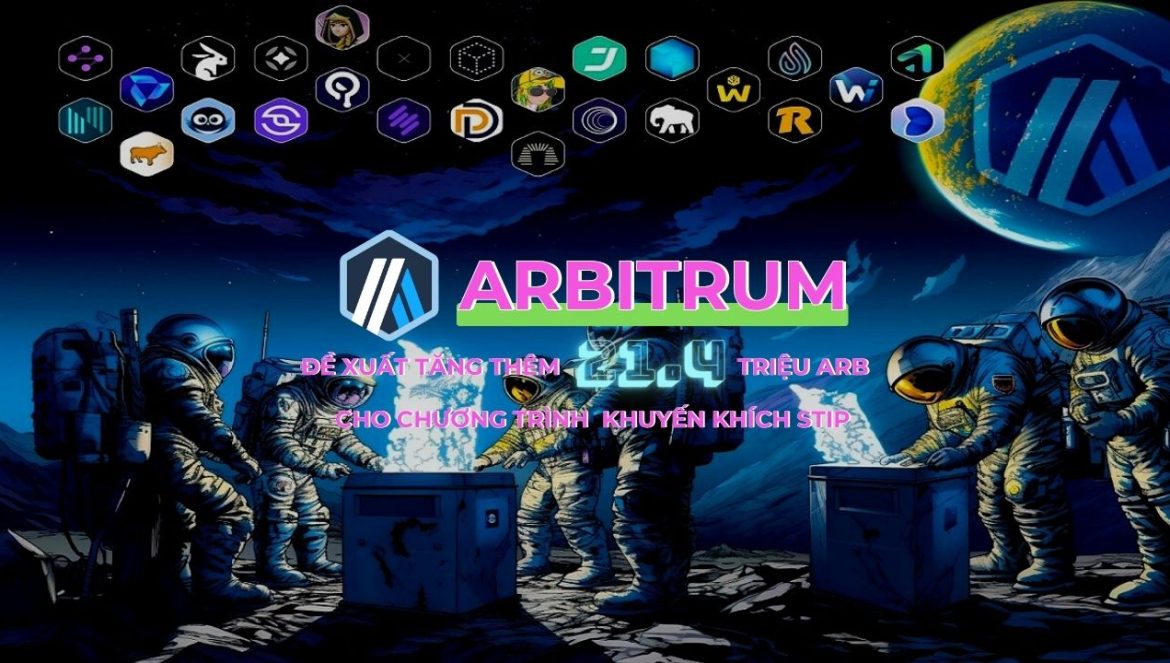 ARBITRUM
ĐỀ XUẤT TĂNG THÊM 21.4 TRIỆU ARB
CHO CHƯƠNG TRÌNH KHUYẾN KHÍCH STIP